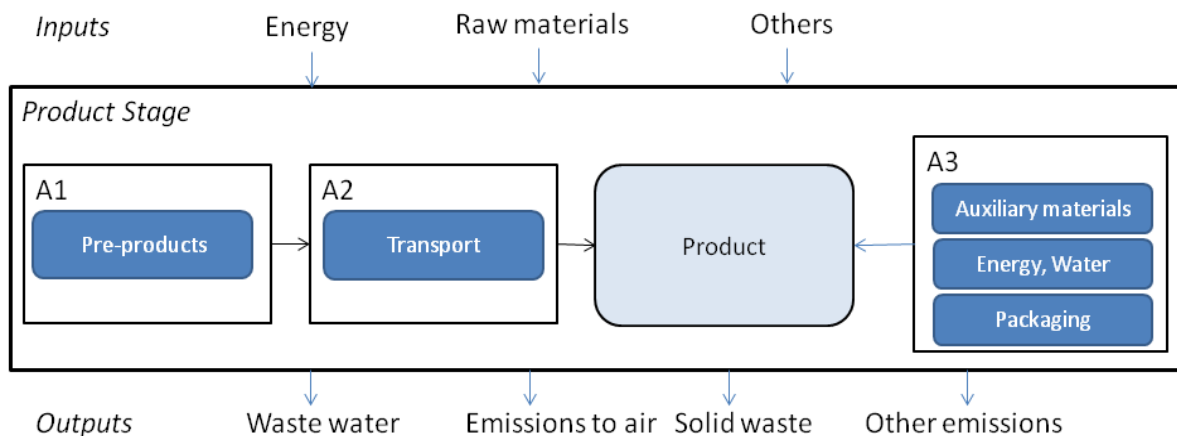 Inputs Energy Raw materials Others
Product Stage
A1
Pre-products
A2
Transport
Product
A3
Auxiliary materials
Energy, Water
Packaging
Outputs Waste water Emissions to air Solid waste Other emissions